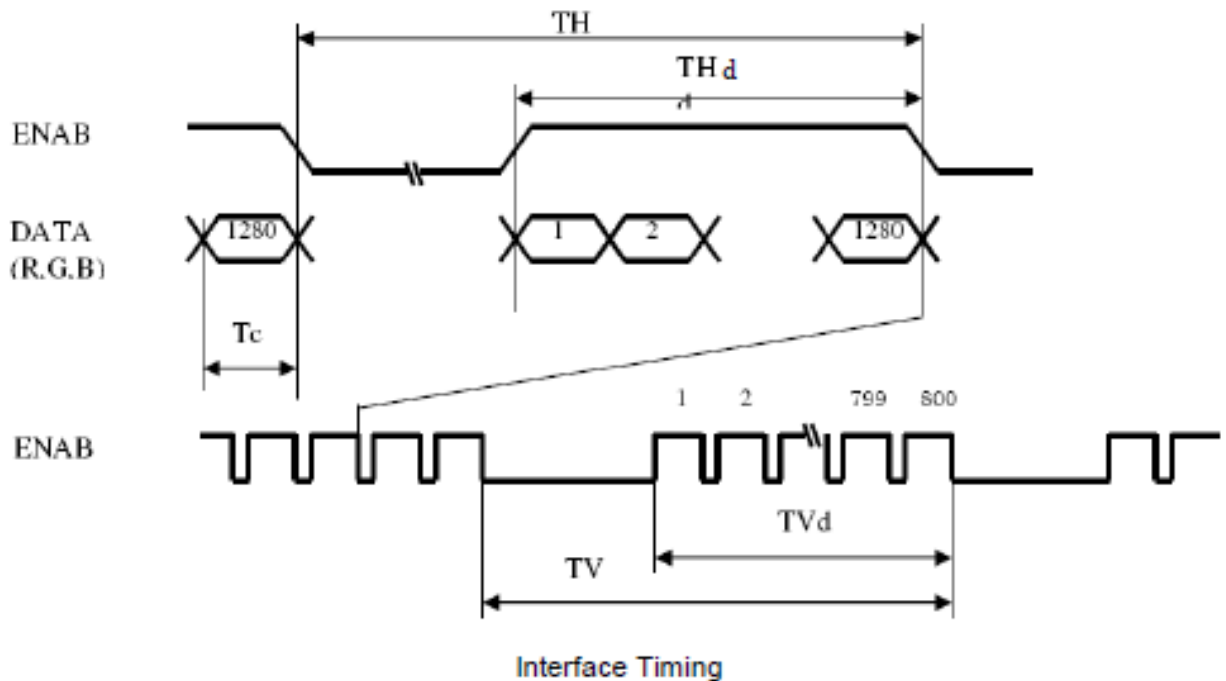 TH
THd
ENAB
DATA
(R,G,B)
1280 1 2 1280
Tc
1 2 799 800
ENAB
TVd
TV
Interface Timing